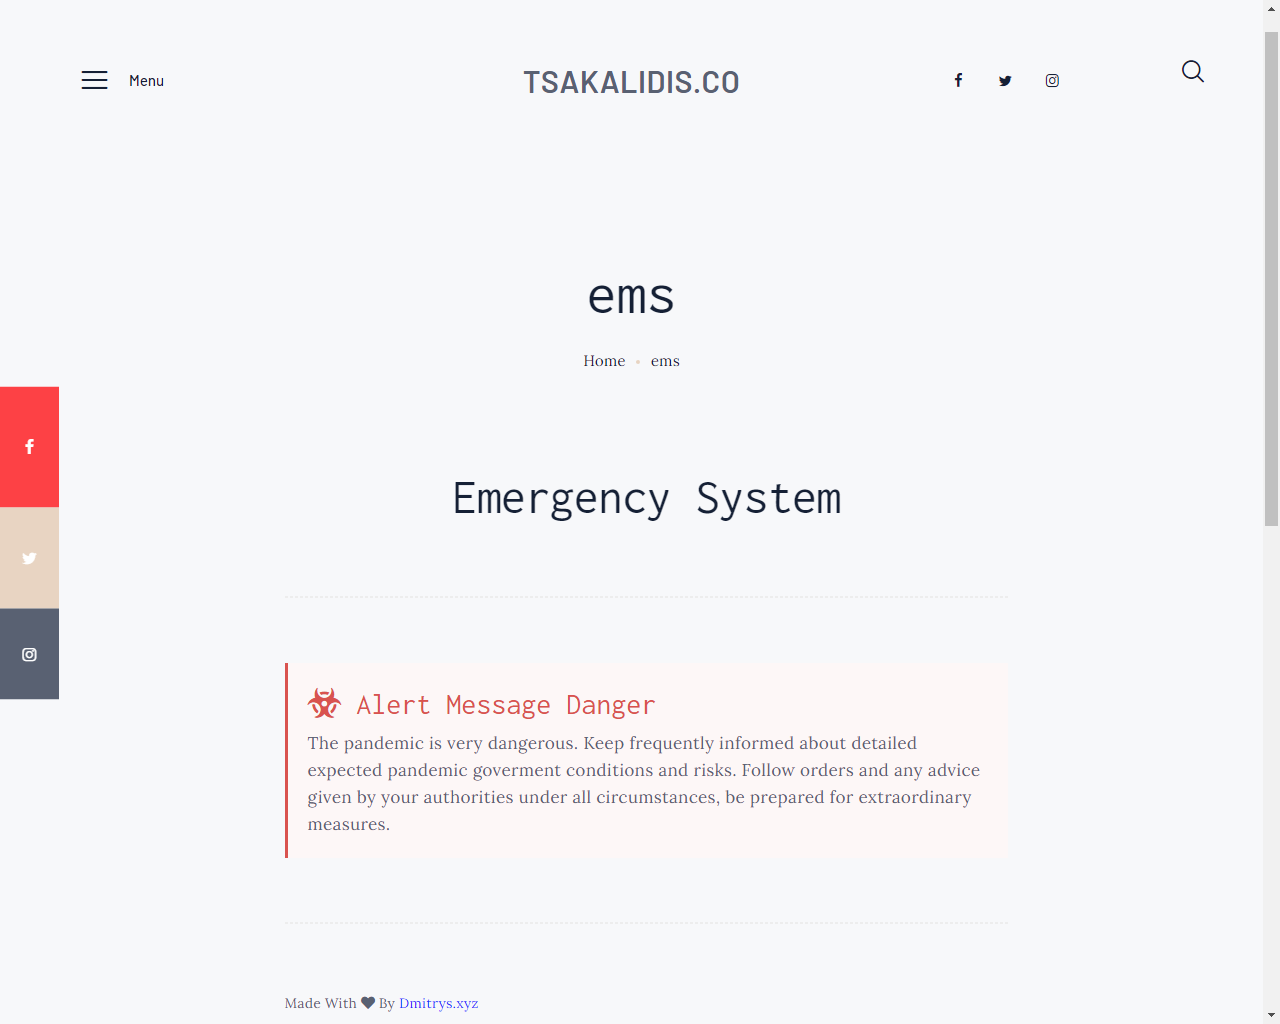 Menu
TSAKALIDIS.CO
ems
Home • ems
Emergency System
Alert Message Danger
The pandemic is very dangerous. Keep frequently informed about detailed
expected pandemic goverment conditions and risks. Follow orders and any advice
given by your authorities under all circumstances, be prepared for extraordinary
measures.
Made With ♥ By Dmitrys.xyz